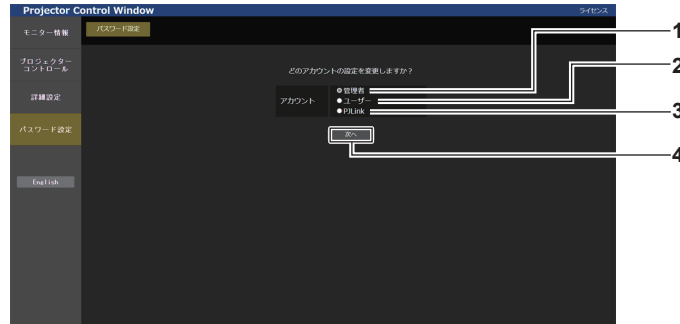 Projector Control Window
ライセンス
モニター情報
パスワード設定
プロジェクター
コントロール
どのアカウントの設定を変更しますか?
詳細設定
アカウント
管理者
ユーザー
PJLink
パスワード設定
次へ
English
1
2
3
4